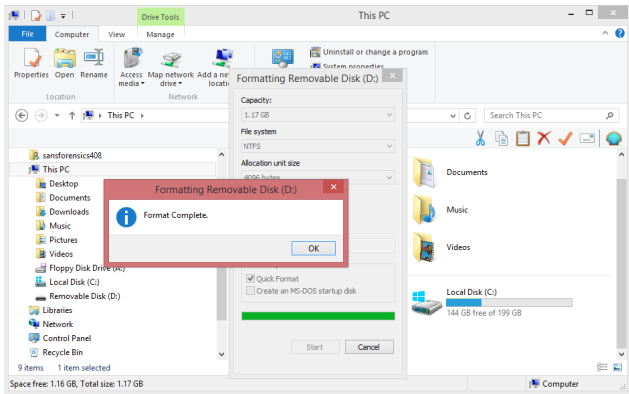 Drive Tools
This PC
File
Computer
View
Manage
Properties
Open
Rename
Access media
Map network drive
Add a ne
locati
Uninstall or change a program
System properties
Location
Network
This PC
Search This PC
Formatting Removable Disk (D:)
Capacity:
1.17 GB
File system
NTFS
Allocation unit size
4096 bytes
Quick Format
Create an MS-DOS startup disk
Start
Cancel
Formatting Removable Disk (D:)
Format Complete.
OK
sansforensics408
This PC
Desktop
Documents
Downloads
Music
Pictures
Videos
Floppy Disk Drive (A:)
Local Disk (C:)
Removable Disk (D:)
Libraries
Network
Control Panel
Recycle Bin
Documents
Music
Videos
Local Disk (C:)
144 GB free of 199 GB
9 items
1 item selected
Space free: 1.16 GB, Total size: 1.17 GB
Computer